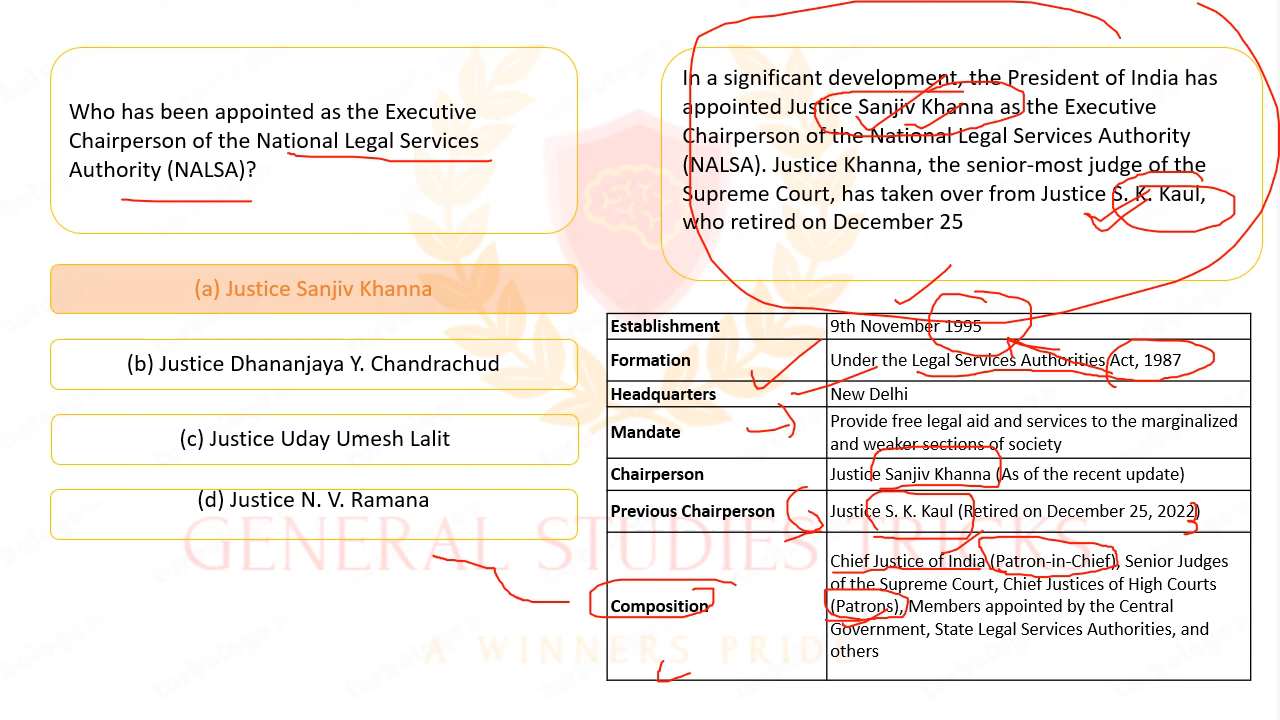 Who has been appointed as the Executive
Chairperson of the National Legal Services
Authority (NALSA)?
(a) Justice Sanjiv Khanna
(b) Justice Dhananjaya Y. Chandrachud
(c) Justice Uday Umesh Lalit
(d) Justice N. V. Ramana
In a significant development, the President of India has
appointed Justice Sanjiv Khanna as the Executive
Chairperson of the National Legal Services Authority
(NALSA). Justice Khanna, the senior-most judge of the
Supreme Court, has taken over from Justice S. K. Kaul,
who retired on December 25
Establishment 9th November 1995
Formation Under the Legal Services Authorities Act, 1987
Headquarters New Delhi
Mandate Provide free legal aid and services to the marginalized
and weaker sections of society
Chairperson Justice Sanjiv Khanna (As of the recent update)
Previous Chairperson Justice S. K. Kaul (Retired on December 25, 2022)
3
Composition Chief Justice of India (Patron-in-Chief), Senior Judges
of the Supreme Court, Chief Justices of High Courts
(Patrons), Members appointed by the Central
Government, State Legal Services Authorities, and
others
GENERAL STUDIES TRICKS
A WINNERS PRIDE